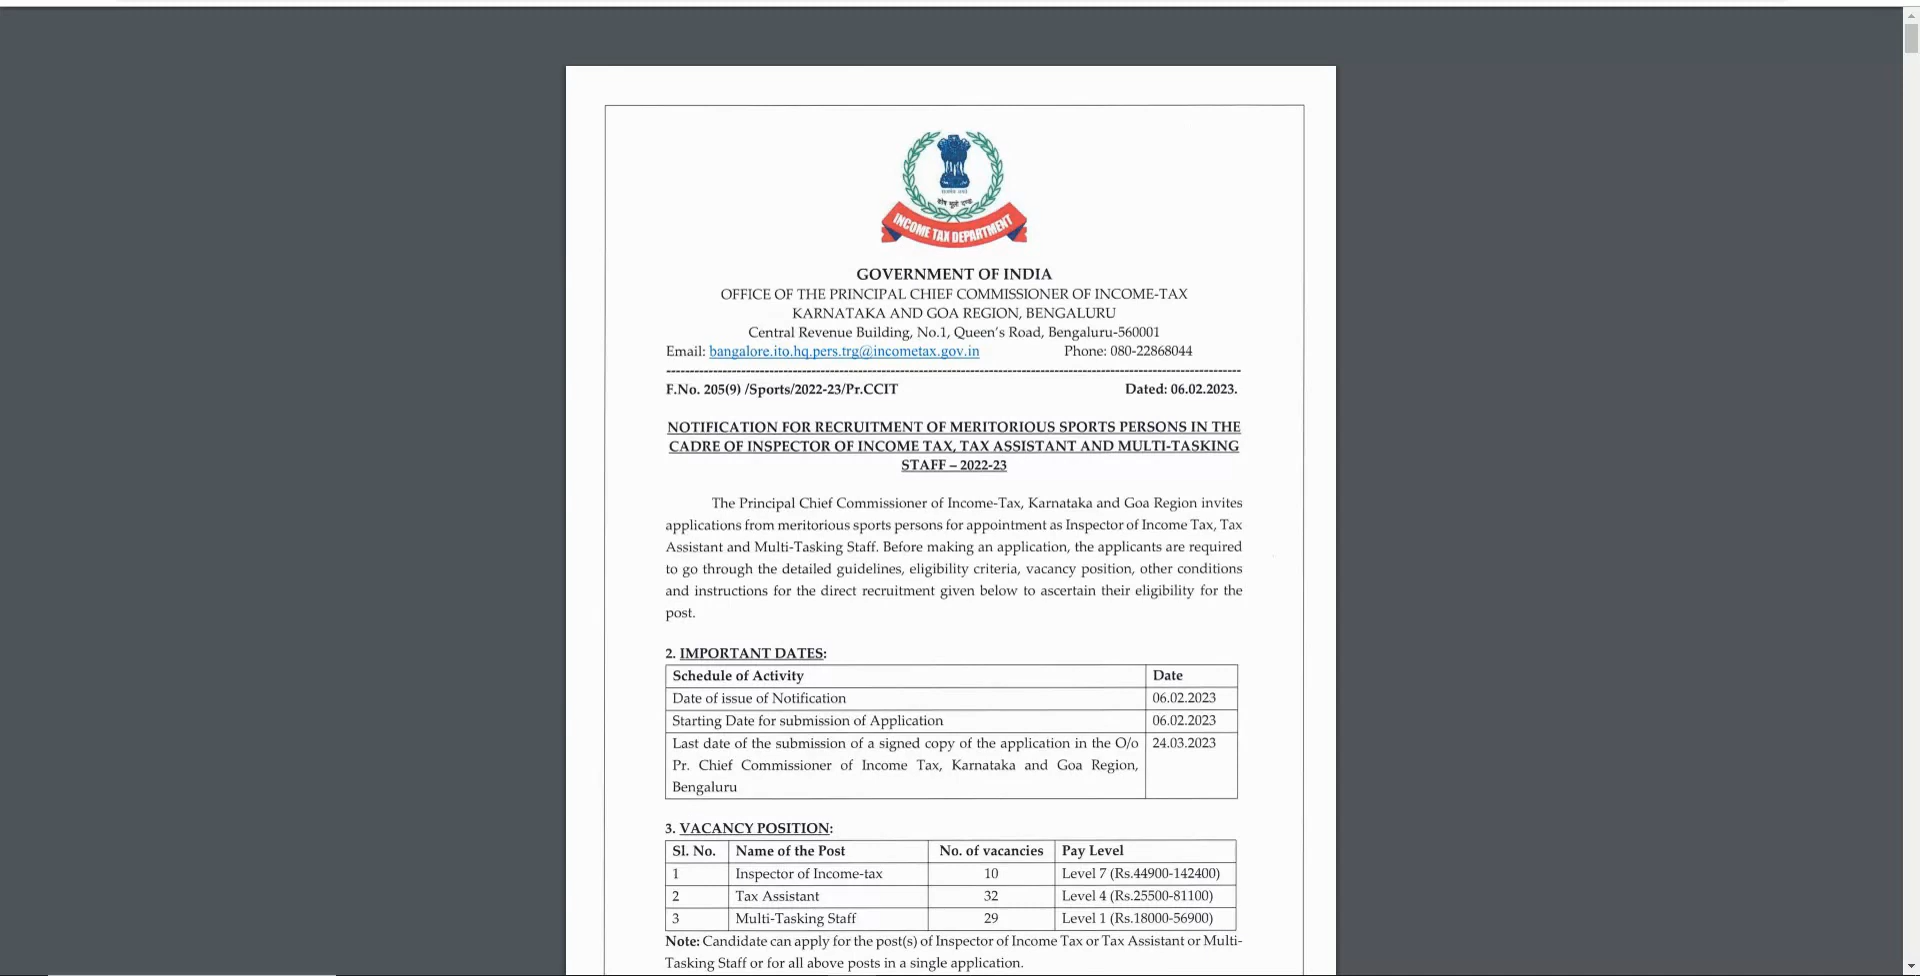 सत्यमेव जयते
कोष मूलो दण्डः
INCOME TAX DEPARTMENT
GOVERNMENT OF INDIA
OFFICE OF THE PRINCIPAL CHIEF COMMISSIONER OF INCOME-TAX
KARNATAKA AND GOA REGION, BENGALURU
Central Revenue Building, No.1, Queen's Road, Bengaluru-560001
Email: bangalore.ito.hq.pers.trg@incometax.gov.in Phone: 080-22868044
F.No. 205(9) /Sports/2022-23/Pr.CCIT Dated: 06.02.2023.
NOTIFICATION FOR RECRUITMENT OF MERITORIOUS SPORTS PERSONS IN THE
CADRE OF INSPECTOR OF INCOME TAX, TAX ASSISTANT AND MULTI-TASKING
STAFF – 2022-23
The Principal Chief Commissioner of Income-Tax, Karnataka and Goa Region invites
applications from meritorious sports persons for appointment as Inspector of Income Tax, Tax
Assistant and Multi-Tasking Staff. Before making an application, the applicants are required
to go through the detailed guidelines, eligibility criteria, vacancy position, other conditions
and instructions for the direct recruitment given below to ascertain their eligibility for the
post.
2. IMPORTANT DATES:
Schedule of Activity Date
Date of issue of Notification 06.02.2023
Starting Date for submission of Application 06.02.2023
Last date of the submission of a signed copy of the application in the O/o 24.03.2023
Pr. Chief Commissioner of Income Tax, Karnataka and Goa Region,
Bengaluru
3. VACANCY POSITION:
Sl. No. Name of the Post No. of vacancies Pay Level
1 Inspector of Income-tax 10 Level 7 (Rs.44900-142400)
2 Tax Assistant 32 Level 4 (Rs.25500-81100)
3 Multi-Tasking Staff 29 Level 1 (Rs.18000-56900)
Note: Candidate can apply for the post(s) of Inspector of Income Tax or Tax Assistant or Multi-
Tasking Staff or for all above posts in a single application.